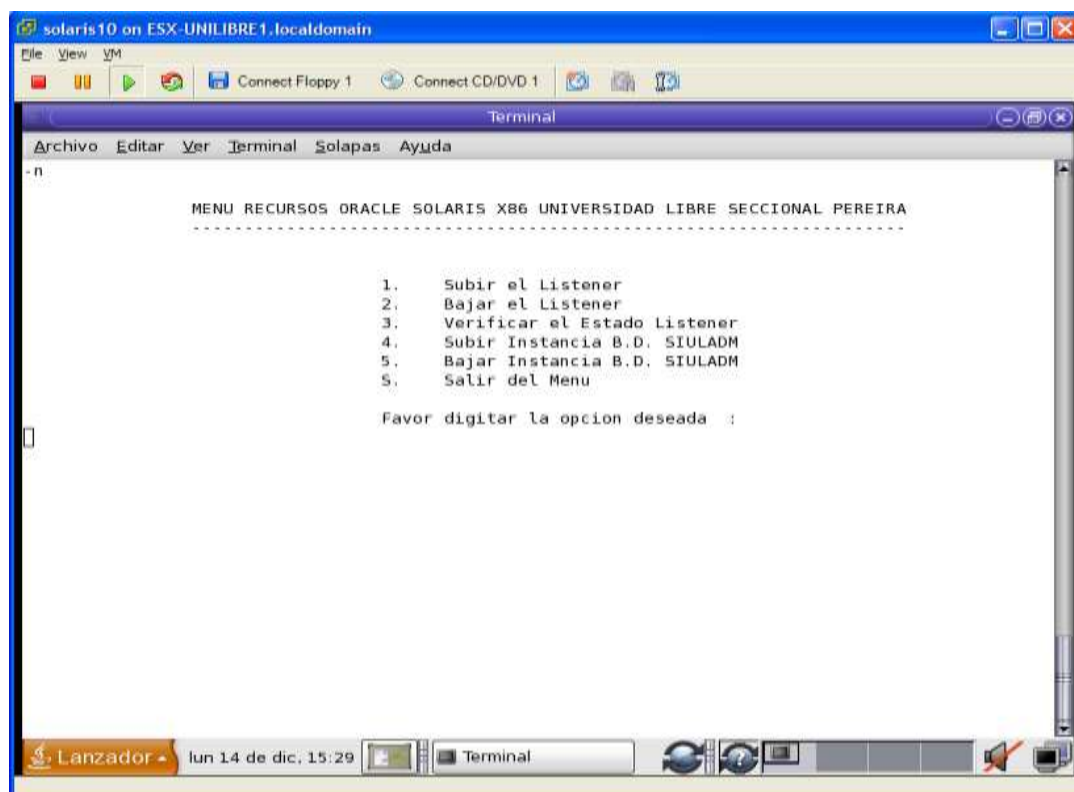 solaris10 on ESX-UNILIBRE1.localdomain
File View VM
Connect Floppy 1 Connect CD/DVD 1
Terminal
Archivo Editar Ver Terminal Solapas Ayuda
-n
MENU RECURSOS ORACLE SOLARIS X86 UNIVERSIDAD LIBRE SECCIONAL PEREIRA
--------------------------------------------------------------------
1. Subir el Listener
2. Bajar el Listener
3. Verificar el Estado Listener
4. Subir Instancia B.D. SIULADM
5. Bajar Instancia B.D. SIULADM
S. Salir del Menu
Favor digitar la opcion deseada :
Lanzador lun 14 de dic, 15:29 Terminal